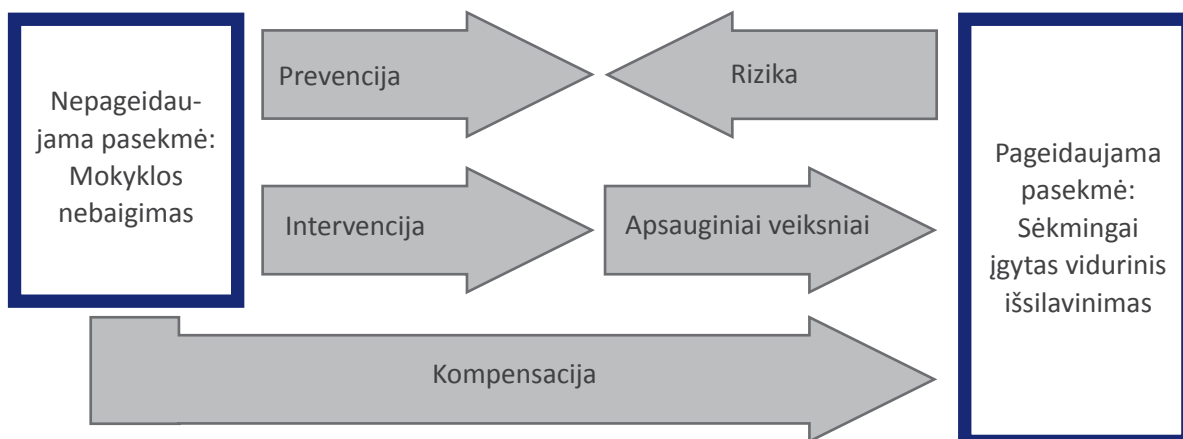 Nepageidau-
jama pasekmė:
Mokyklos
nebaigimas
Prevencija
Rizika
Intervencija
Apsauginiai veiksniai
Kompensacija
Pageidaujama
pasekmė:
Sėkmingai
įgytas vidurinis
išsilavinimas